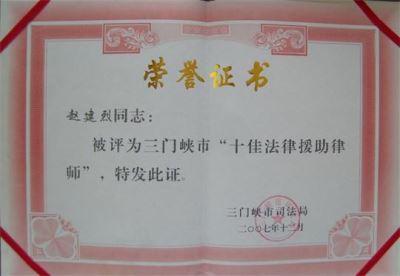 荣誉证书
赵建烈同志：
被评为三门峡市“十佳法律援助律
师”，特发此证。
三门峡市司法局
二〇〇七年十二月